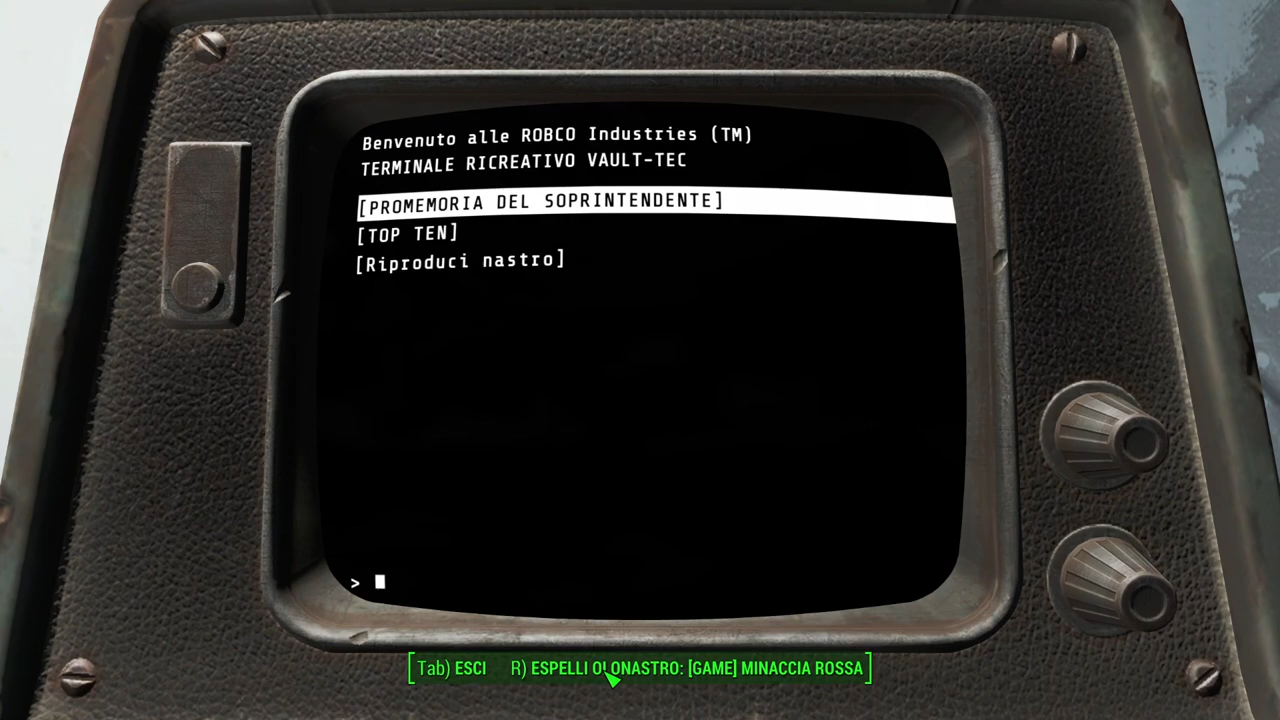 Benvenuto alle ROBCO Industries (TM)
TERMINALE RICREATIVO VAULT-TEC
[PROMEMORIA DEL SOPRINTENDENTE]
[TOP TEN]
[Riproduci nastro]
>
Tab) ESCI R) ESPELLI OLONASTRO: [GAME] MINACCIA ROSSA